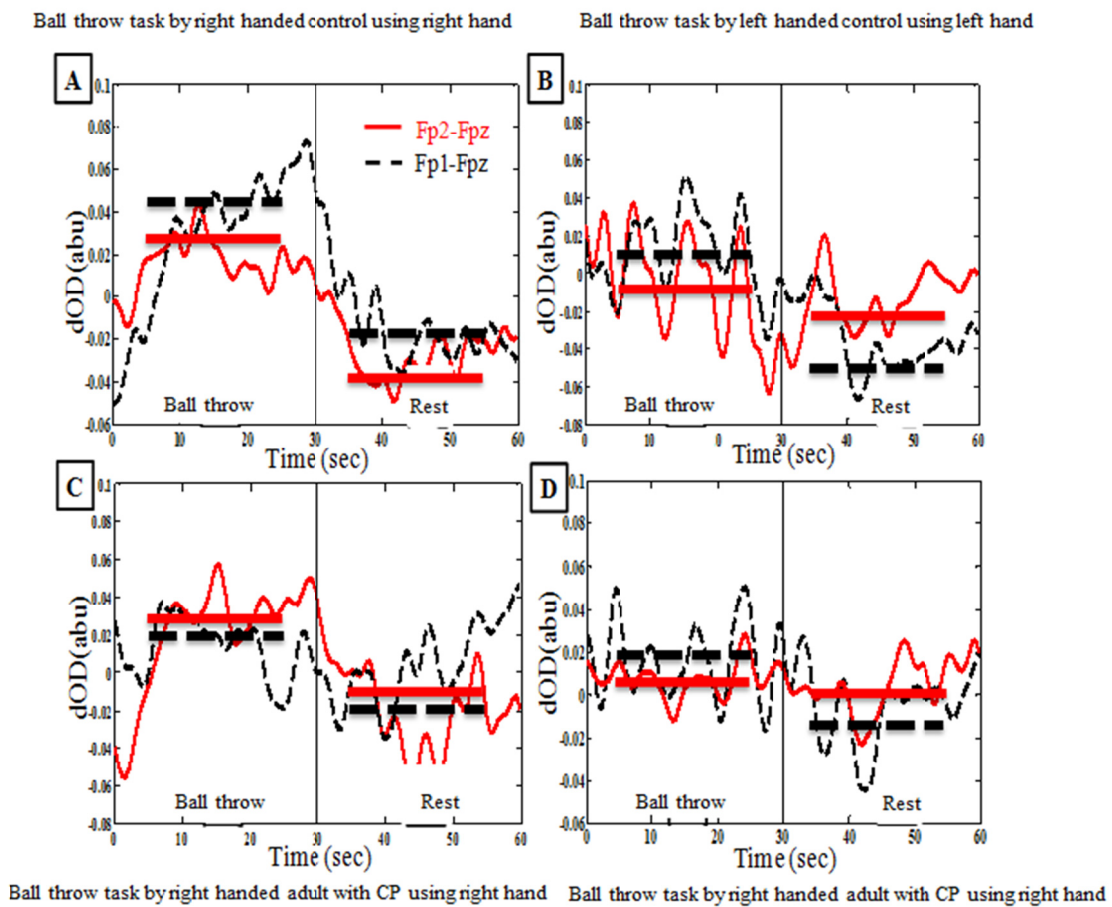 Ball throw task by right handed control using right hand
Ball throw task by left handed control using left hand
A
0.1
0.08
0.06
0.04
0.02
0
-0.02
-0.04
-0.06
dOD(abu)
Fp2-Fpz
Fp1-Fpz
Ball throw
Rest
0 10 20 30 40 50 60
Time (sec)
B
0.1
0.08
0.06
0.04
0.02
0
-0.02
-0.04
-0.06
-0.08
dOD(abu)
Ball throw
Rest
0 10 0 30 40 50 60
Time (sec)
C
0.1
0.08
0.06
0.04
0.02
0
-0.02
-0.04
-0.06
-0.08
dOD(abu)
Ball throw
Rest
0 10 20 30 40 50 60
Time (sec)
D
0.1
0.08
0.06
0.04
0.02
0
-0.02
-0.04
-0.06
dOD(abu)
Ball throw
Rest
0 10 20 30 40 50 60
Time (sec)
Ball throw task by right handed adult with CP using right hand
Ball throw task by right handed adult with CP using right hand